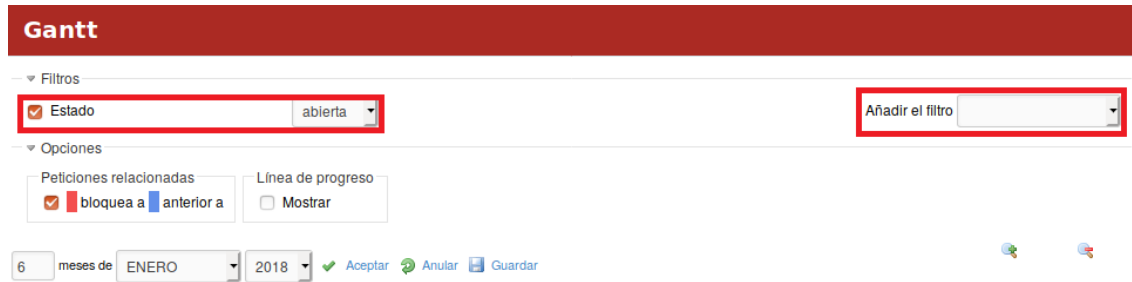 Gantt
Filtros
Estado abierta Añadir el filtro
Opciones
Peticiones relacionadas Línea de progreso
bloquea a anterior a Mostrar
6 meses de ENERO 2018 Aceptar Anular Guardar